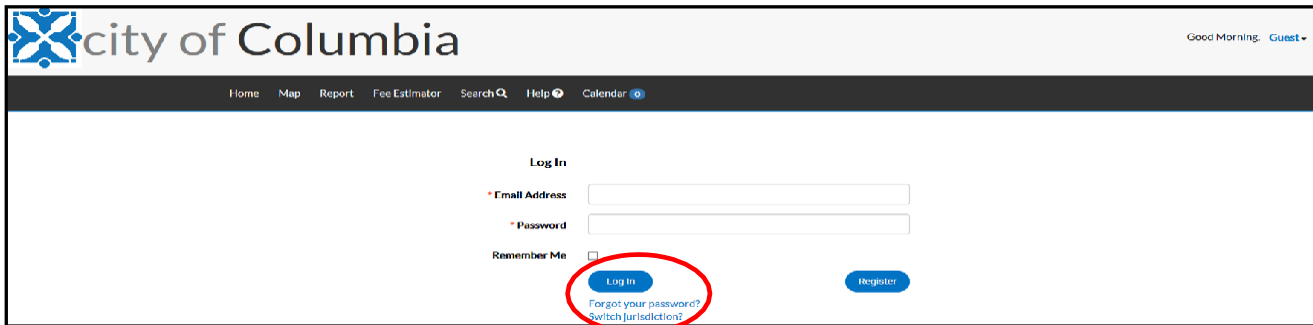 city of Columbia
Good Morning, Guest
Home Map Report Fee Estimator Search Help Calendar 0
Log In
* Email Address
* Password
Remember Me
Log In Register
Forgot your password?
Switch jurisdiction?